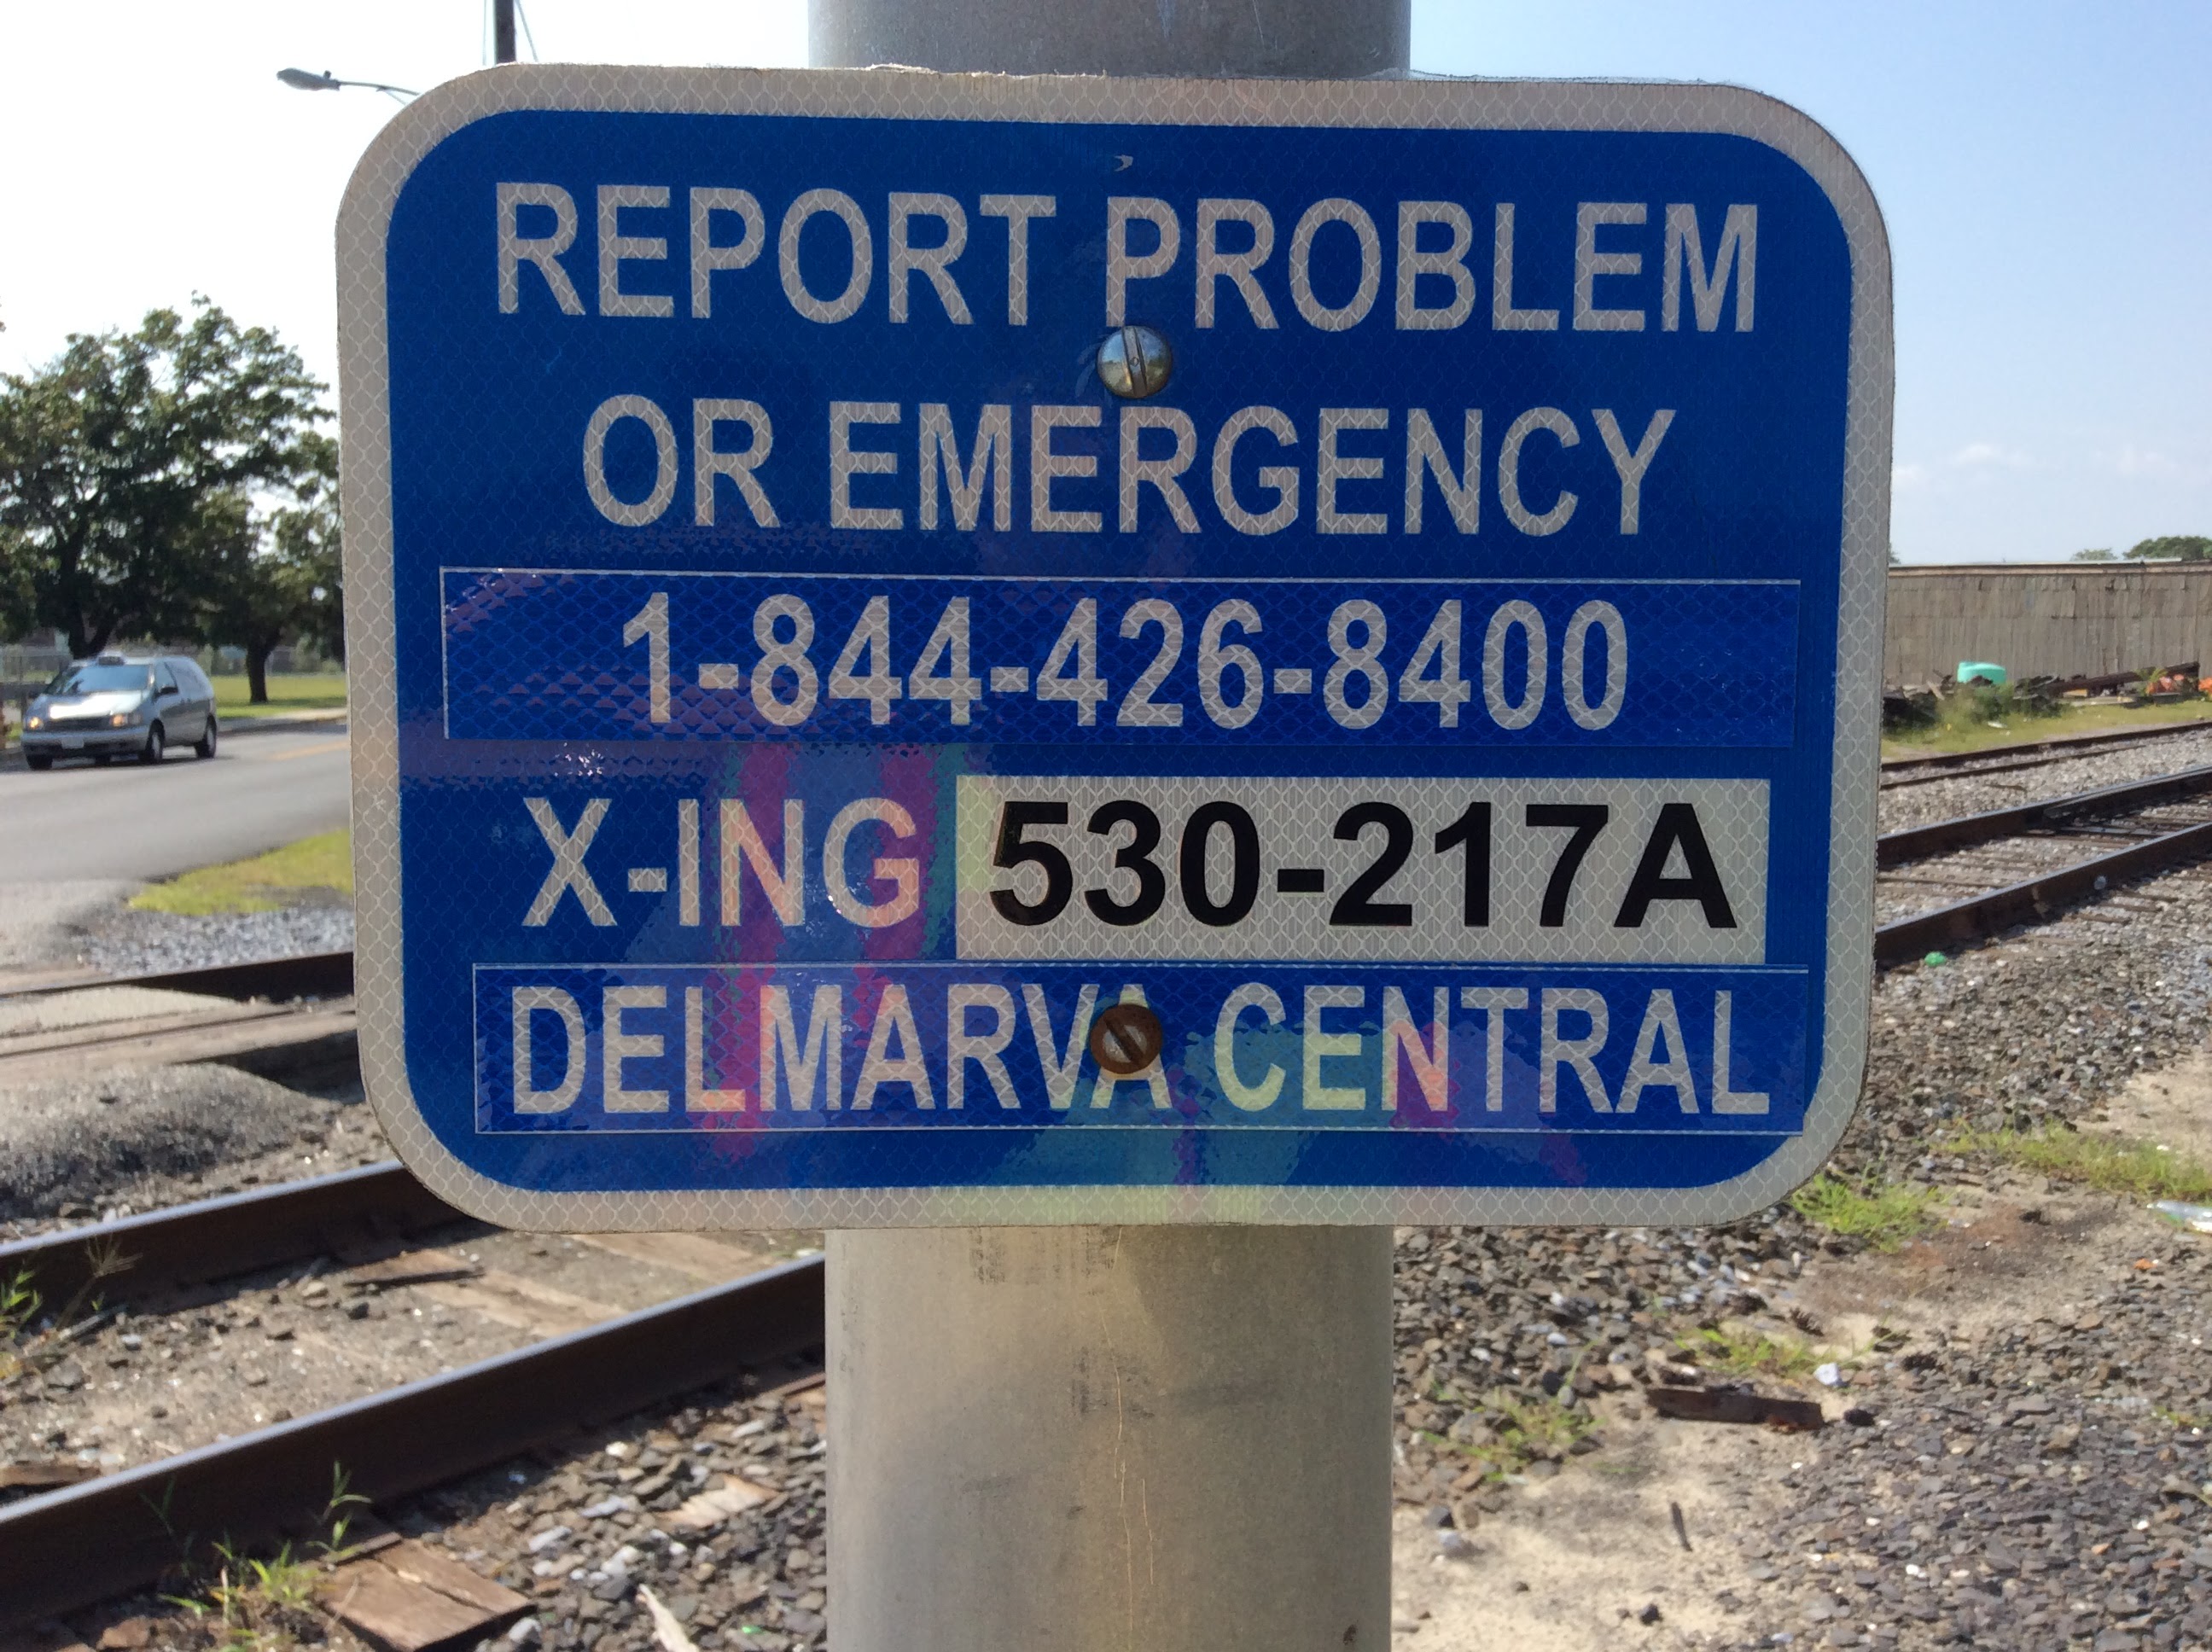 REPORT PROBLEM
OR EMERGENCY
1-844-426-8400
X-ING 530-217A
DELMARVA CENTRAL